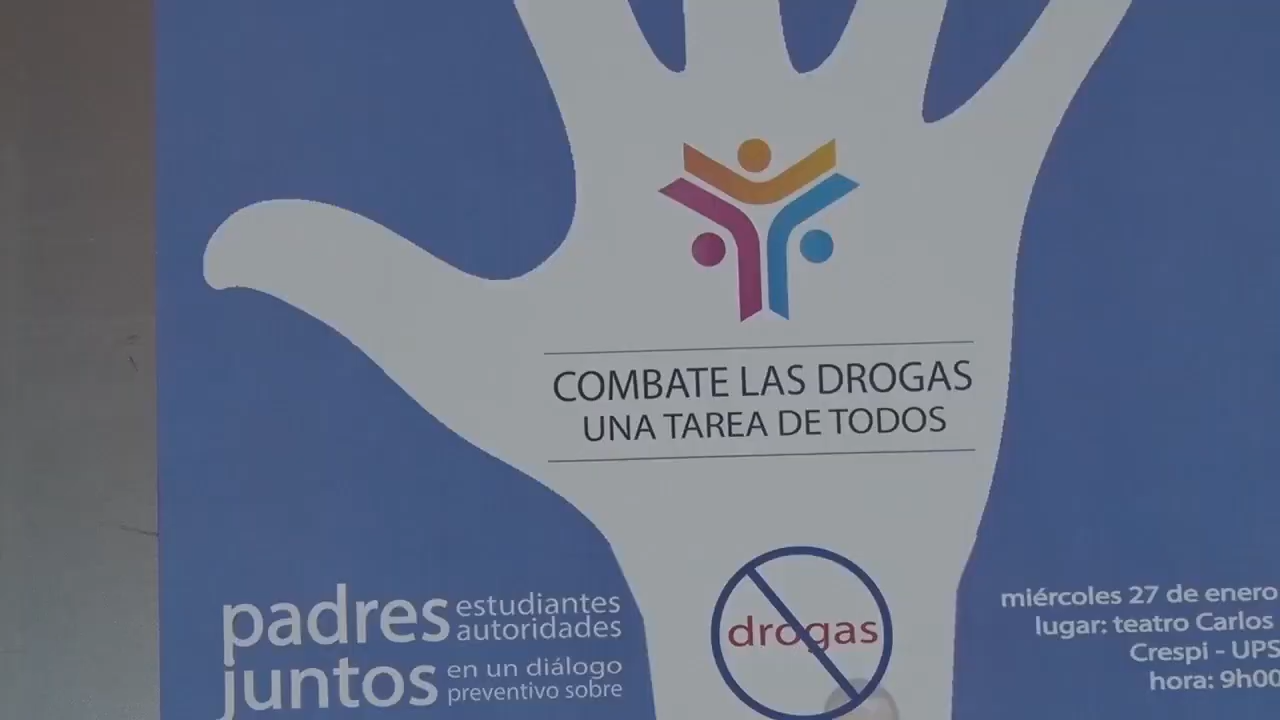 COMBATE LAS DROGAS
UNA TAREA DE TODOS
padres estudiantes
autoridades
juntos en un diálogo
preventivo sobre
drogas
miércoles 27 de enero
lugar: teatro Carlos
Crespi - UPS
hora: 9h00